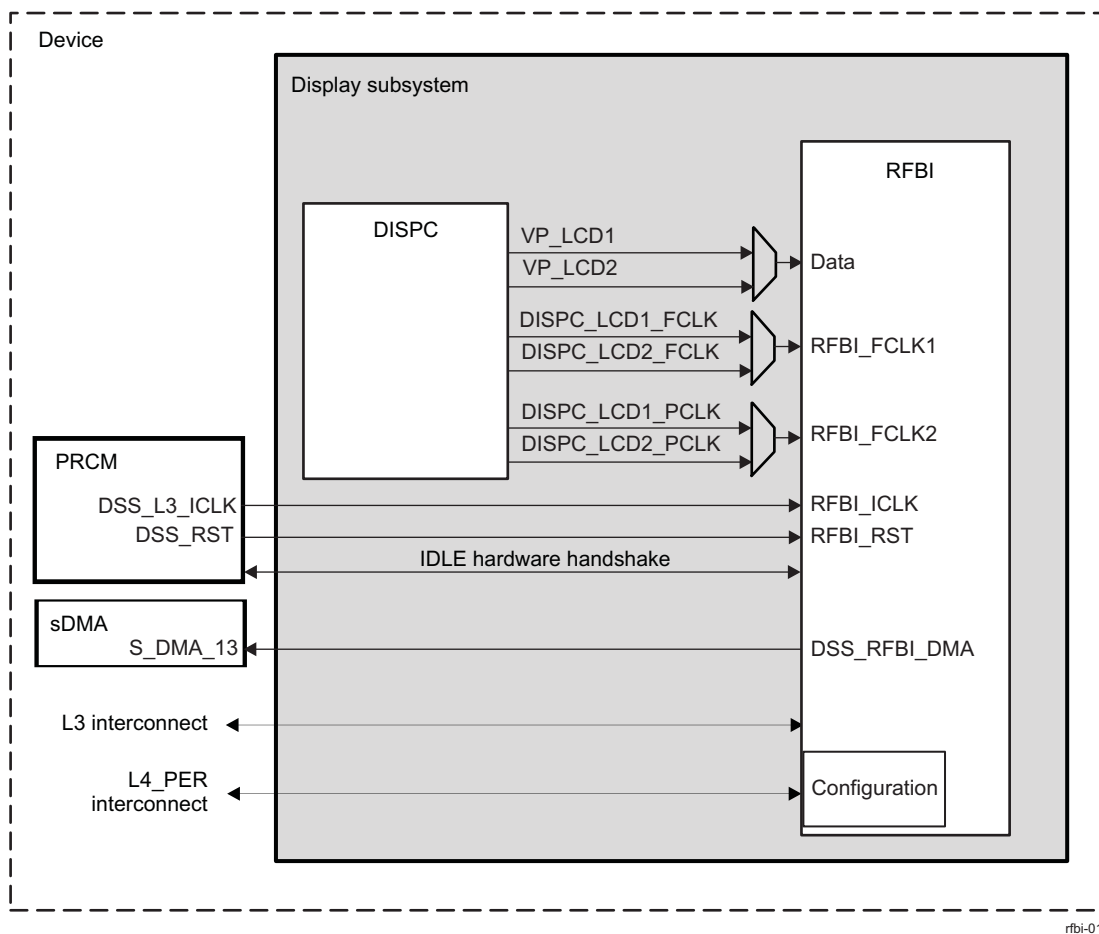 Device
Display subsystem
RFBI
DISPC
VP_LCD1
VP_LCD2
Data
DISPC_LCD1_FCLK
DISPC_LCD2_FCLK
RFBI_FCLK1
DISPC_LCD1_PCLK
DISPC_LCD2_PCLK
RFBI_FCLK2
PRCM
DSS_L3_ICLK
RFBI_ICLK
DSS_RST
RFBI_RST
IDLE hardware handshake
sDMA
S_DMA_13
DSS_RFBI_DMA
L3 interconnect
L4_PER
interconnect
Configuration